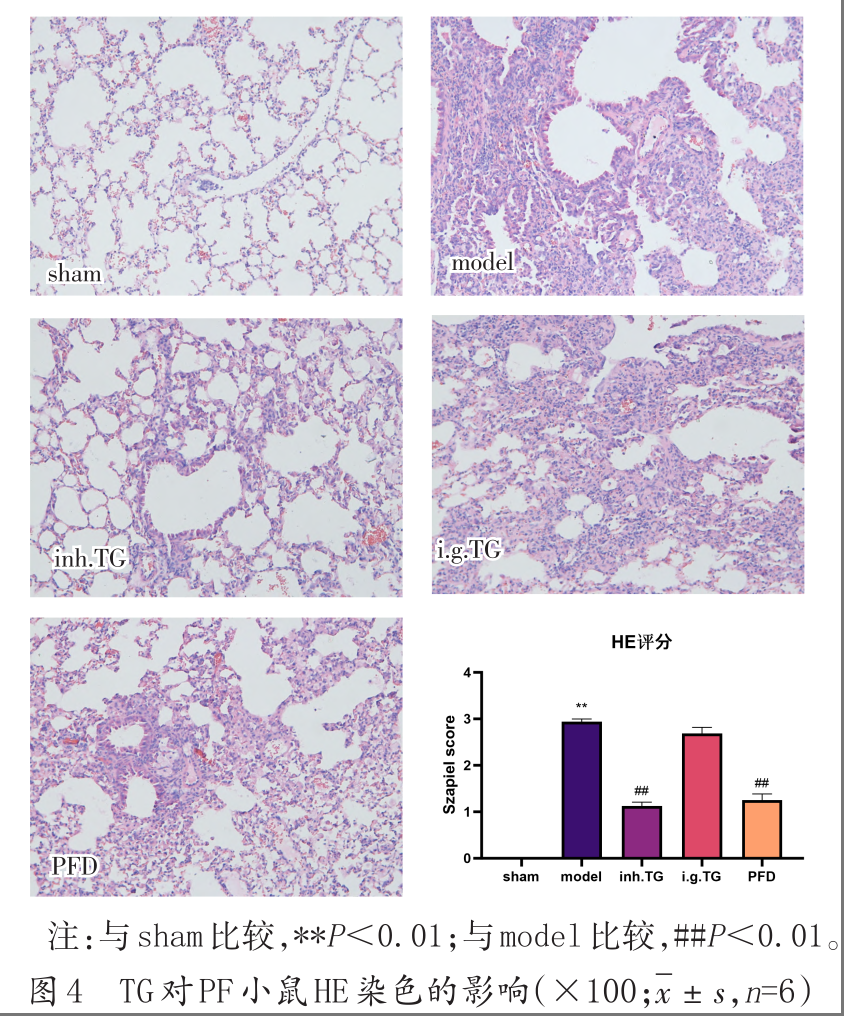 sham
model
inh.TG
i.g.TG
PFD
HE评分
Szapiel score
4
3
2
1
0
**
##
##
sham model inh.TG i.g.TG PFD
注:与sham比较,**P<0.01;与model比较,##P<0.01。
图4 TG对PF小鼠HE染色的影响(×100;x̄ ± s,n=6)